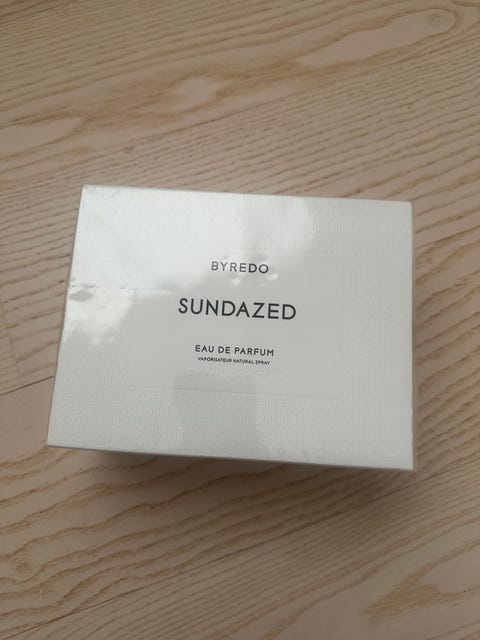 BYREDO
SUNDAZED
EAU DE PARFUM
VAPORISATEUR NATURAL SPRAY